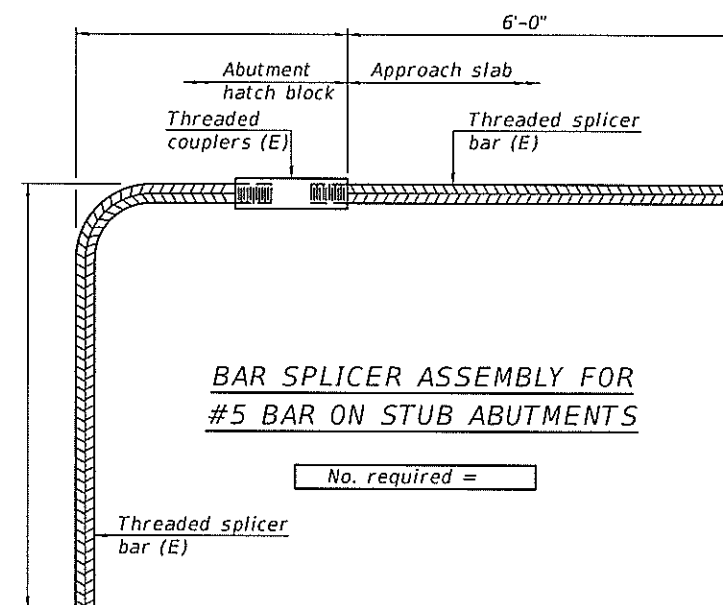 6'-0"
Abutment
hatch block
Approach slab
Threaded
couplers (E)
Threaded splicer
bar (E)
BAR SPLICER ASSEMBLY FOR
#5 BAR ON STUB ABUTMENTS
No. required =
Threaded splicer
bar (E)